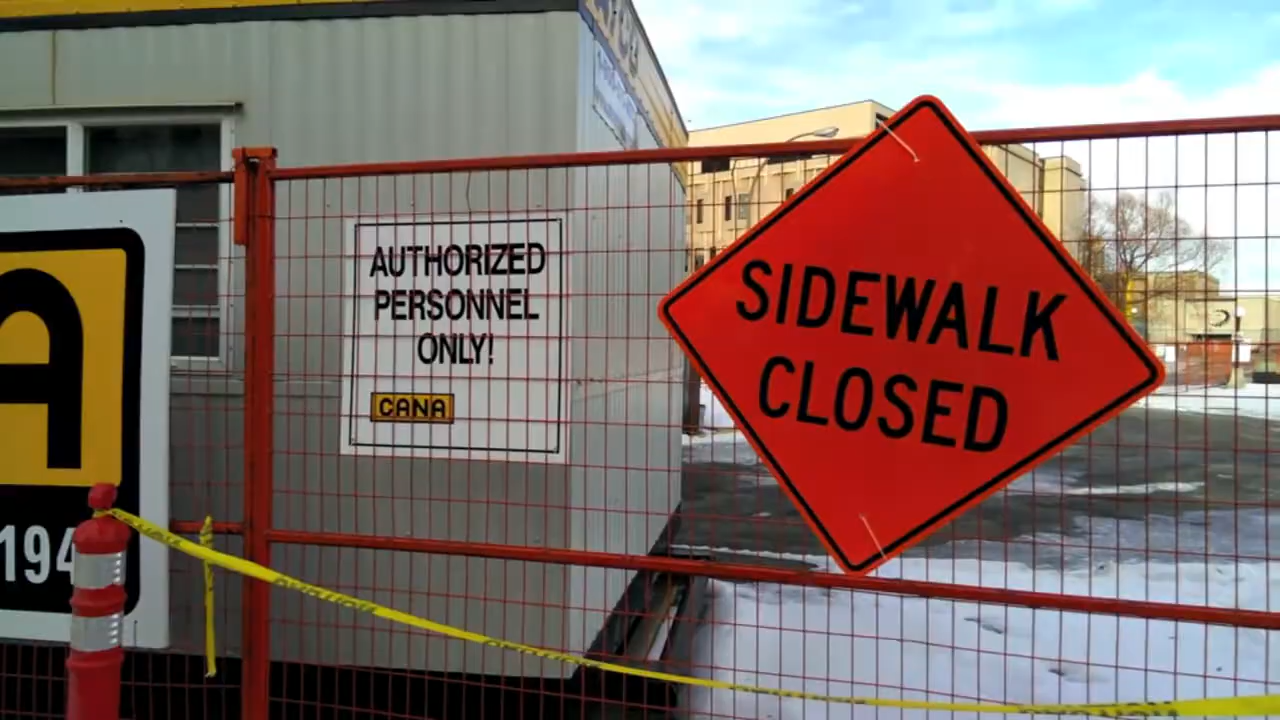 A
194
AUTHORIZED
PERSONNEL
ONLY!
CANA
SIDEWALK
CLOSED